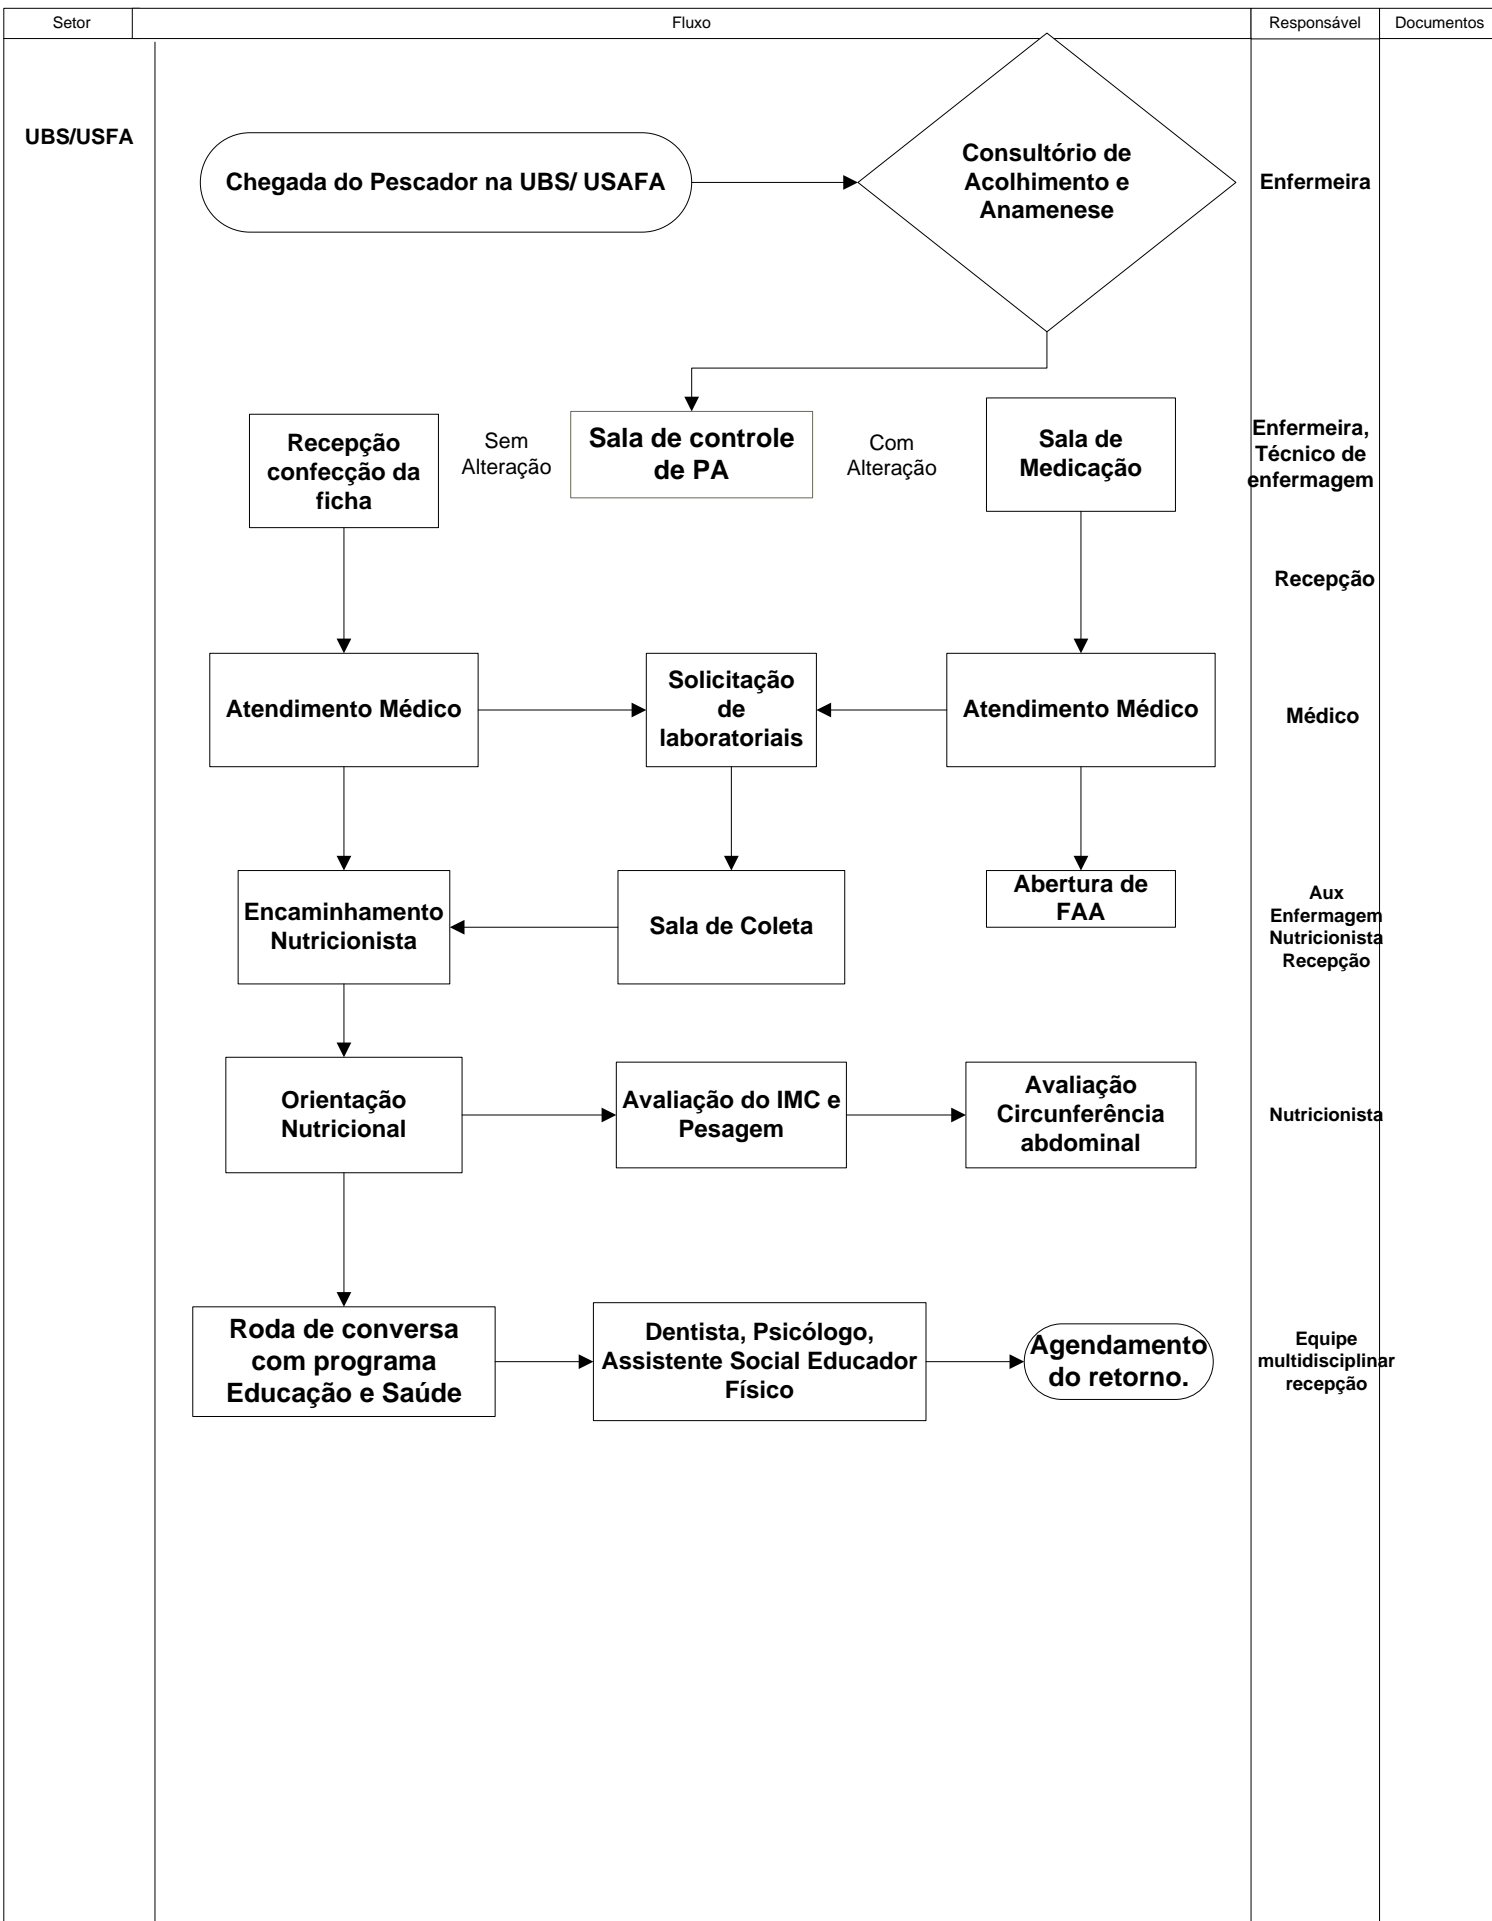 Setor
Fluxo
Responsável
Documentos
UBS/USFA
Chegada do Pescador na UBS/ USAFA
Consultório de
Acolhimento e
Anamenese
Enfermeira
Recepção
confecção da
ficha
Sem
Alteração
Sala de controle
de PA
Com
Alteração
Sala de
Medicação
Enfermeira,
Técnico de
enfermagem
Recepção
Atendimento Médico
Solicitação
de
laboratoriais
Atendimento Médico
Médico
Encaminhamento
Nutricionista
Sala de Coleta
Abertura de
FAA
Aux
Enfermagem
Nutricionista
Recepção
Orientação
Nutricional
Avaliação do IMC e
Pesagem
Avaliação
Circunferência
abdominal
Nutricionista
Roda de conversa
com programa
Educação e Saúde
Dentista, Psicólogo,
Assistente Social Educador
Físico
Agendamento
do retorno.
Equipe
multidisciplinar
recepção